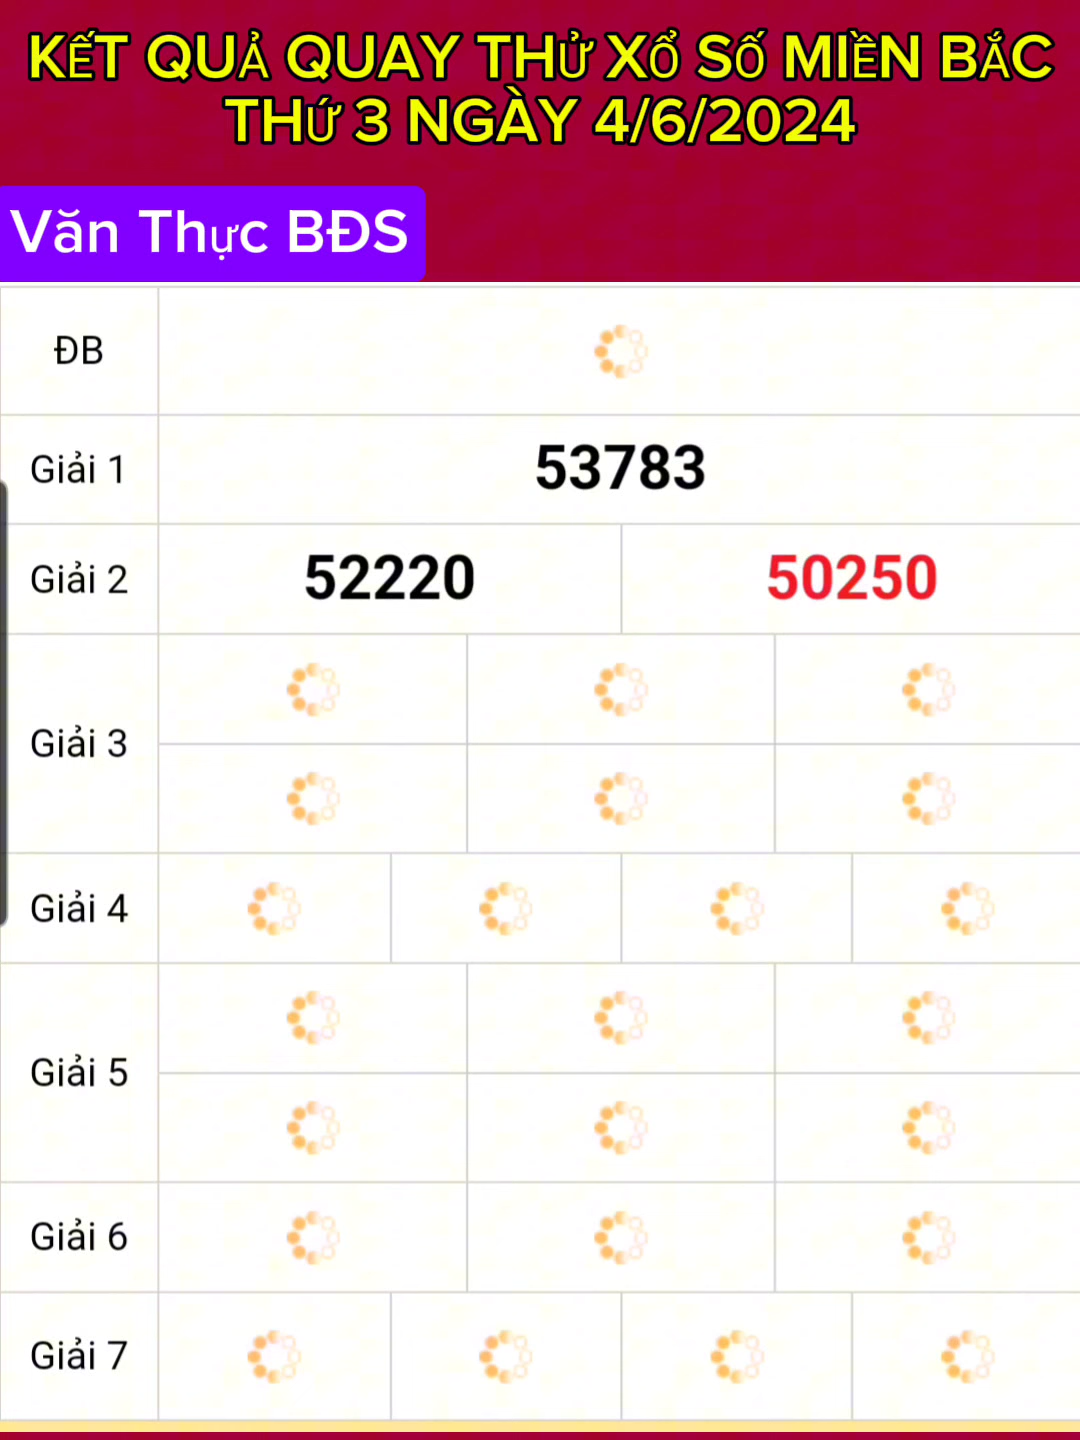 KẾT QUẢ QUAY THỬ XỔ SỐ MIỀN BẮC
THỨ 3 NGÀY 4/6/2024
Văn Thực BĐS
ĐB
Giải 1
53783
Giải 2
52220
50250
Giải 3
Giải 4
Giải 5
Giải 6
Giải 7